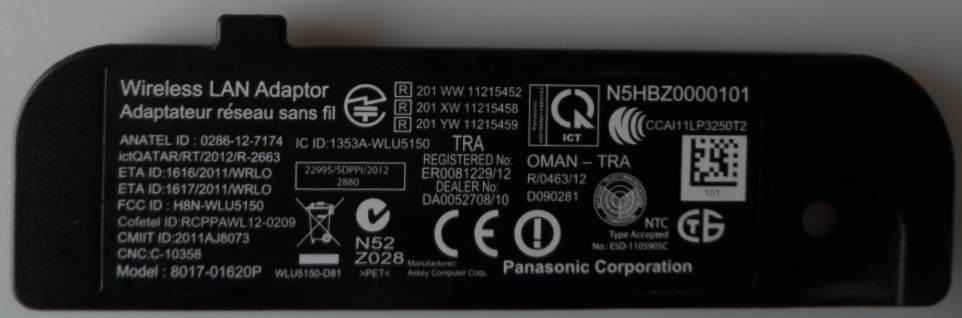 Wireless LAN Adaptor
Adaptateur réseau sans fil
R 201 WW 11215452
R 201 XW 11215458
R 201 YW 11215459
ICT
N5HBZ0000101
CCAI11LP3250T2
101
ANATEL ID : 0286-12-7174
ictQATAR/RT/2012/R-2663
ETA ID:1616/2011/WRLO
ETA ID:1617/2011/WRLO
FCC ID : H8N-WLU5150
Cofetel ID:RCPPAWL12-0209
CMIIT ID:2011AJ8073
CNC:C-10358
Model : 8017-01620P
IC ID:1353A-WLU5150
22995/SDPPI/2012
2880
WLU5150-D81
N52
Z028
>PET<
TRA
REGISTERED No:
ER0081229/12
DEALER No:
DA0052708/10
OMAN – TRA
R/0463/12
D090281
NTC
Type Accepted
No.: ESD-1105905C
CE
Manufacturer:
Askey Computer Corp.
Panasonic Corporation